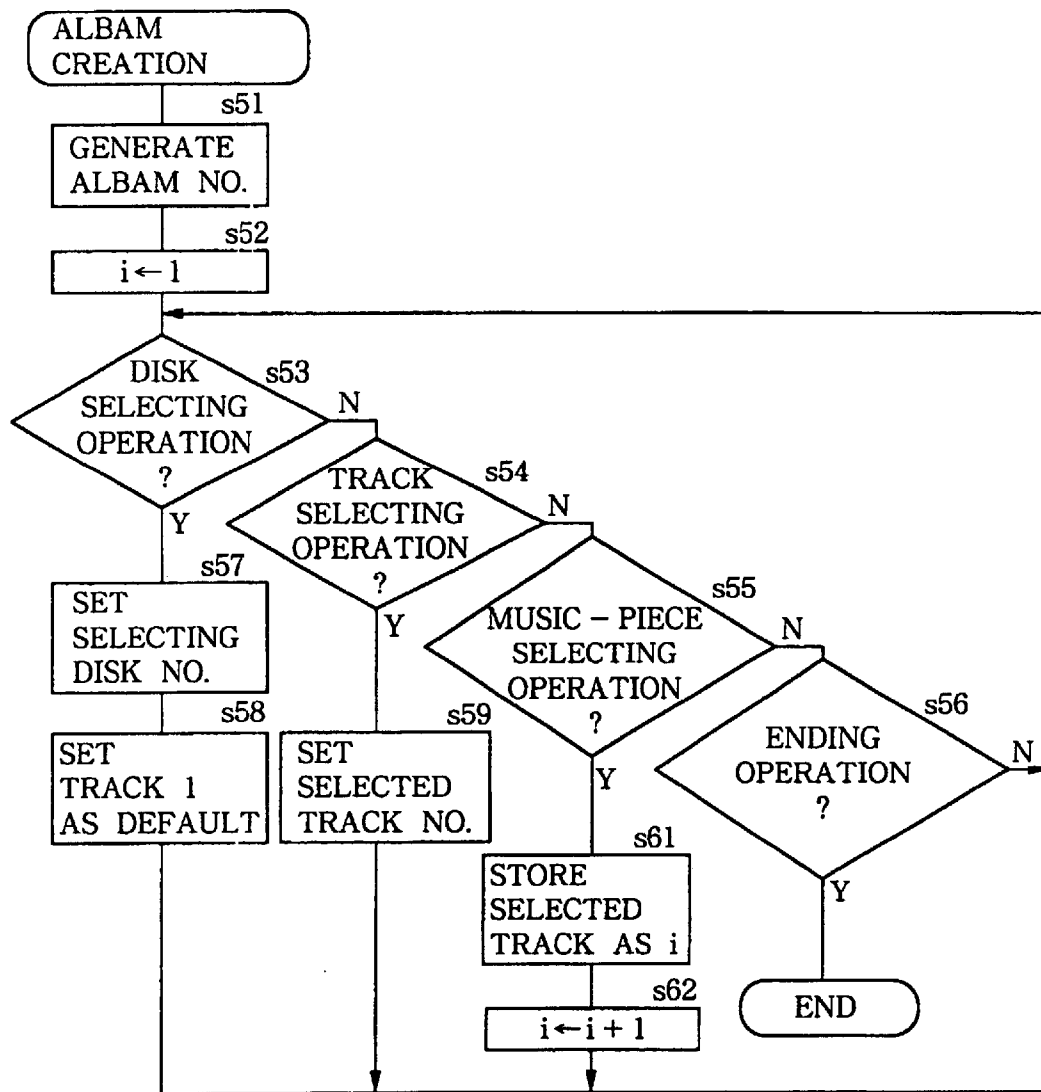 ALBAM
CREATION
s51
GENERATE
ALBAM NO.
s52
i←1
DISK
SELECTING
OPERATION
?
s53
N
Y
TRACK
SELECTING
OPERATION
?
s54
N
Y
MUSIC – PIECE
SELECTING
OPERATION
?
s55
N
Y
ENDING
OPERATION
?
s56
N
Y
s57
SET
SELECTING
DISK NO.
s58
SET
TRACK 1
AS DEFAULT
s59
SET
SELECTED
TRACK NO.
s61
STORE
SELECTED
TRACK AS i
s62
i←i + 1
END